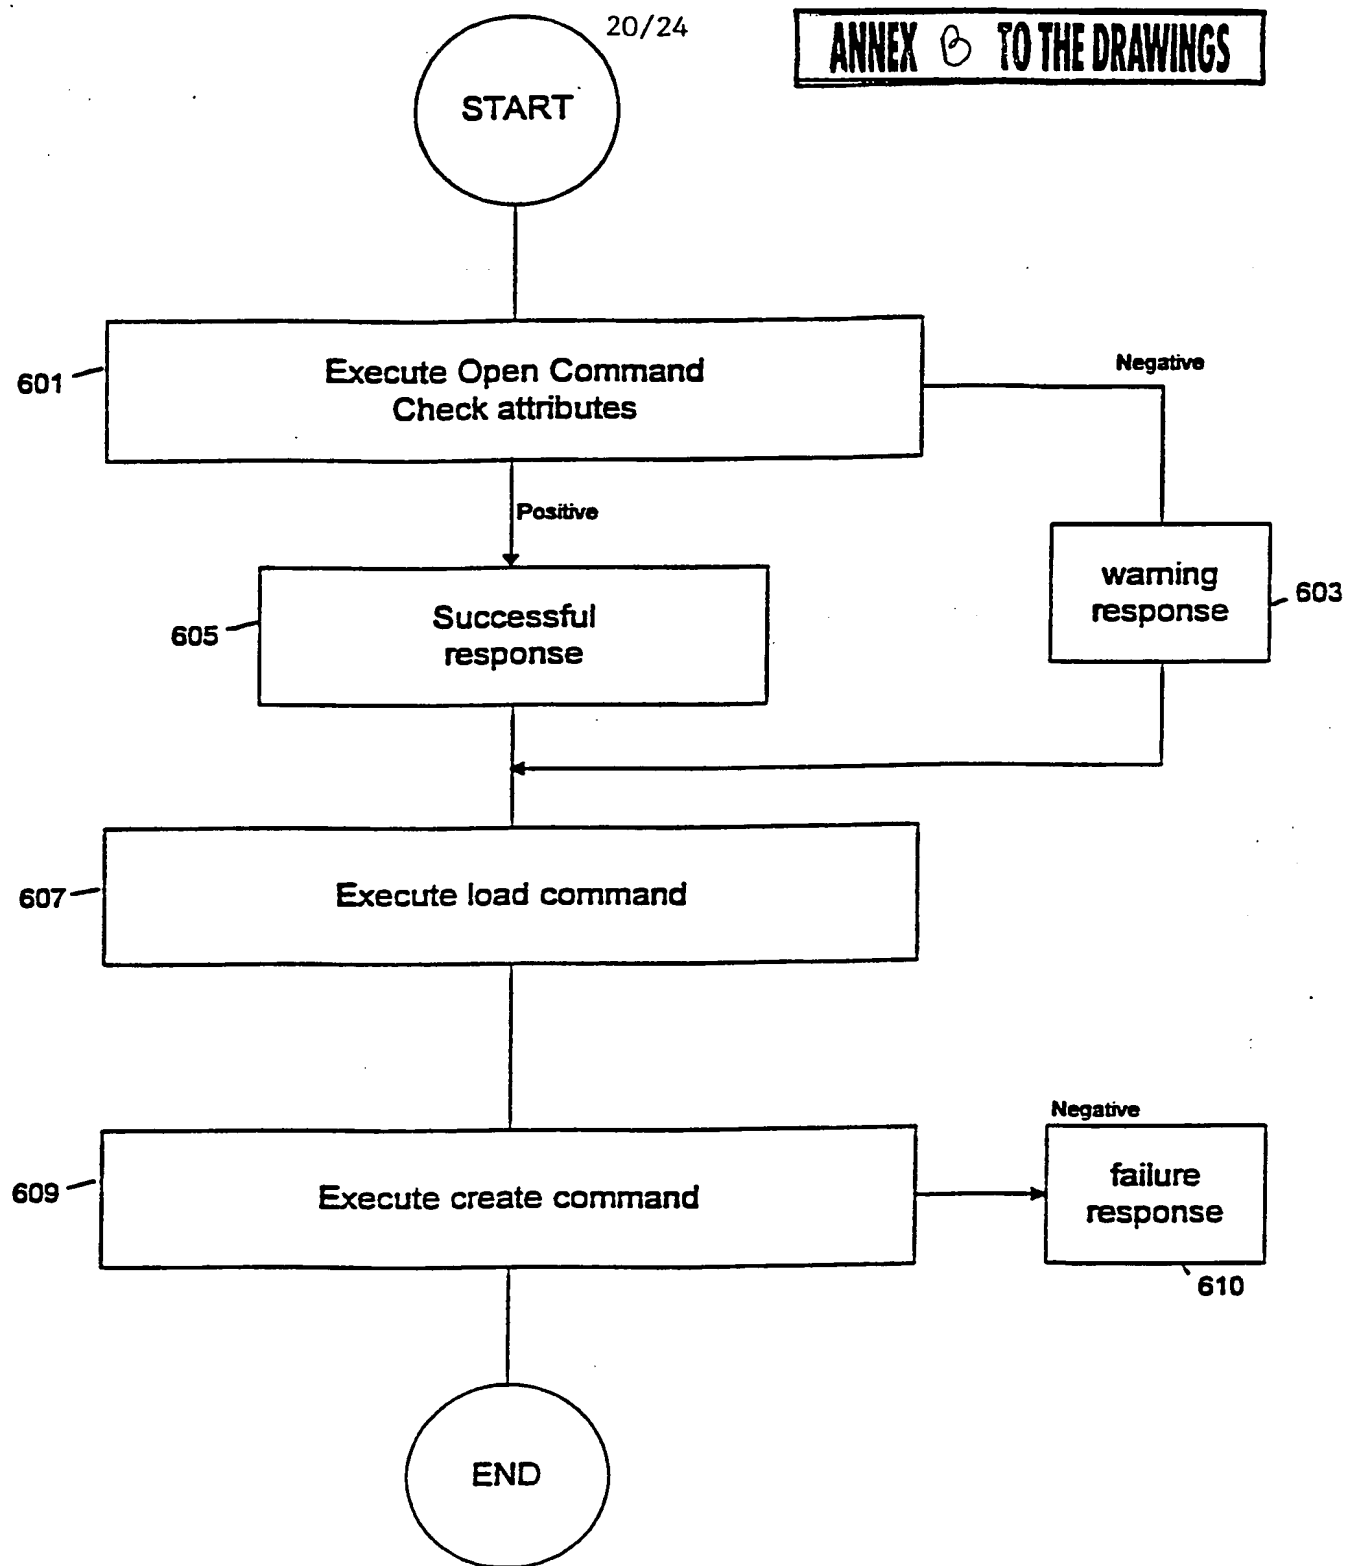 20/24
ANNEX B TO THE DRAWINGS
START
601
Execute Open Command
Check attributes
Negative
Positive
605
Successful
response
warning
response
603
607
Execute load command
609
Execute create command
Negative
failure
response
610
END